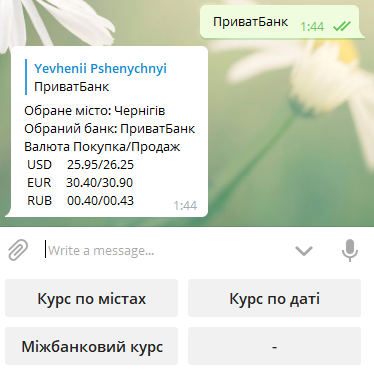 ПриватБанк 1:44
Yevhenii Pshenychnyi
ПриватБанк
Обране місто: Чернігів
Обраний банк: ПриватБанк
Валюта Покупка/Продаж
USD 25.95/26.25
EUR 30.40/30.90
RUB 00.40/00.43
1:44
Write a message...
Курс по містах
Курс по даті
Міжбанковий курс
-